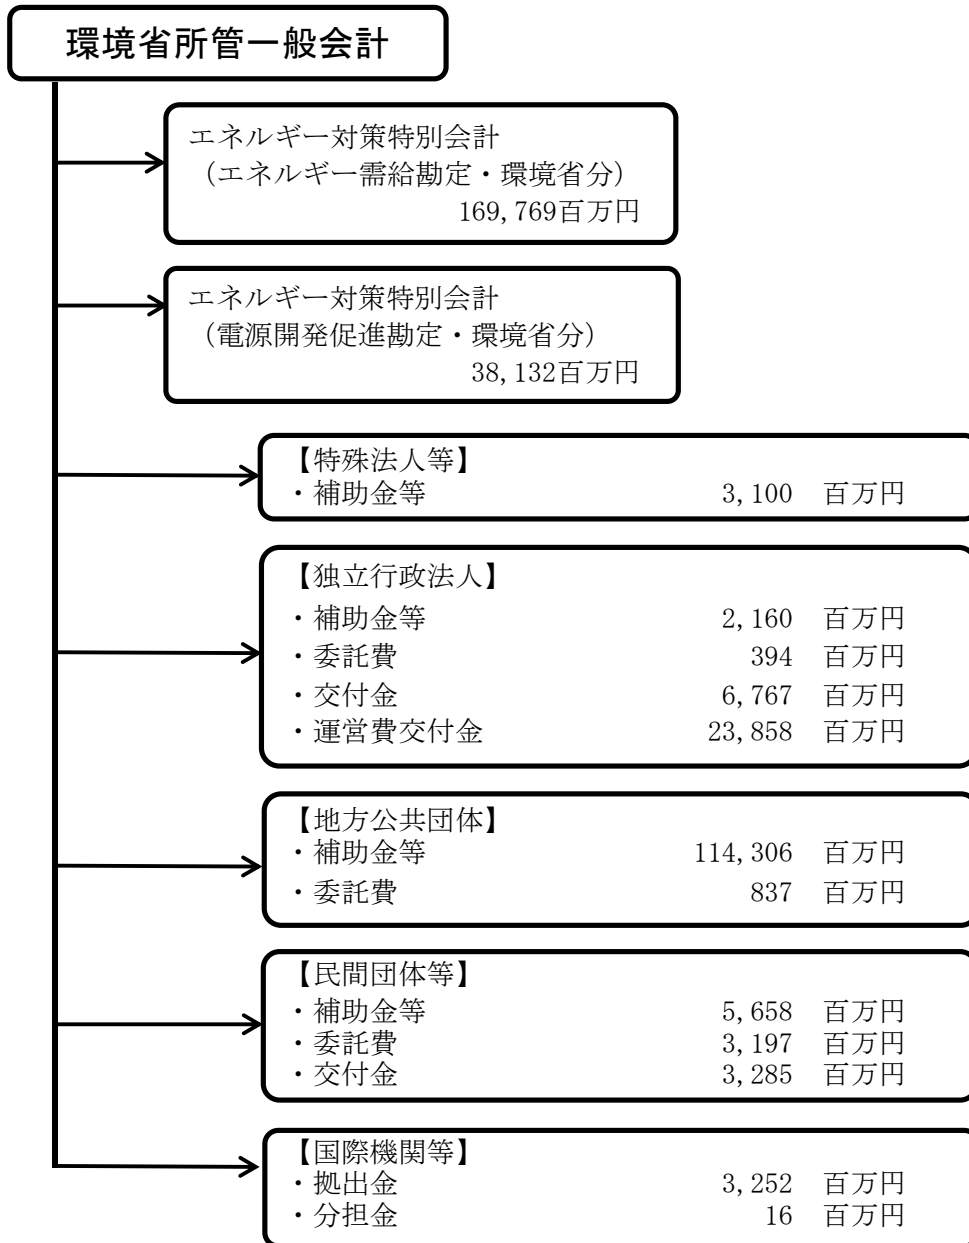 環境省所管一般会計
エネルギー対策特別会計
（エネルギー需給勘定・環境省分）
169,769百万円
エネルギー対策特別会計
（電源開発促進勘定・環境省分）
38,132百万円
【特殊法人等】
・補助金等 3,100 百万円
【独立行政法人】
・補助金等 2,160 百万円
・委託費 394 百万円
・交付金 6,767 百万円
・運営費交付金 23,858 百万円
【地方公共団体】
・補助金等 114,306 百万円
・委託費 837 百万円
【民間団体等】
・補助金等 5,658 百万円
・委託費 3,197 百万円
・交付金 3,285 百万円
【国際機関等】
・拠出金 3,252 百万円
・分担金 16 百万円